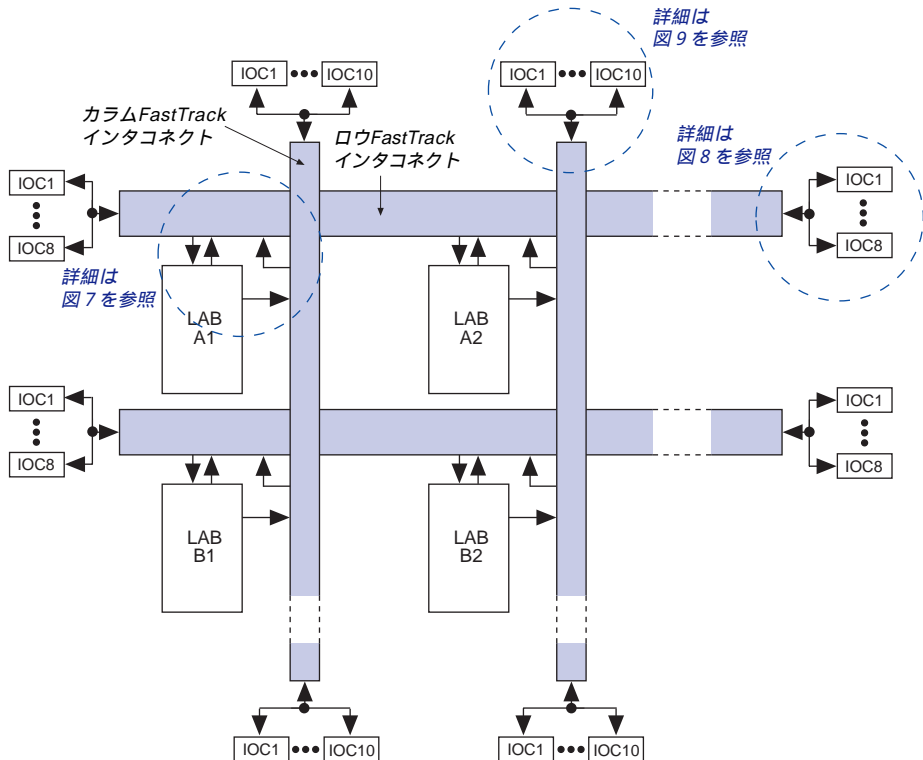 詳細は
図9を参照
IOC1 ••• IOC10
IOC1 ••• IOC10
カラムFastTrack
インタコネクト
ロウFastTrack
インタコネクト
詳細は
図8を参照
IOC1
IOC8
IOC1
IOC8
詳細は
図7を参照
LAB
A1
LAB
A2
IOC1
IOC8
IOC1
IOC8
LAB
B1
LAB
B2
IOC1 ••• IOC10
IOC1 ••• IOC10